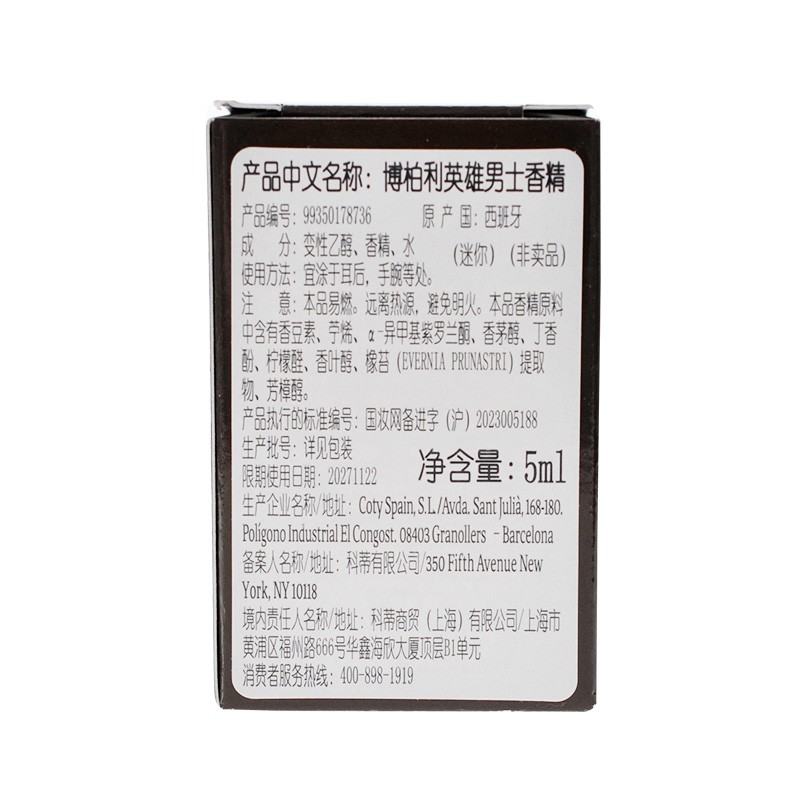 产品中文名称：博柏利英雄男士香精
产品编号：99350178736 原 产 国：西班牙
成 分：变性乙醇、香精、水 （迷你）（非卖品）
使用方法：宜涂于耳后，手腕等处。
注 意：本品易燃。远离热源，避免明火。本品香精原料
中含有香豆素、苧烯、α-异甲基紫罗兰酮、香茅醇、丁香
酚、柠檬醛、香叶醇、橡苔（EVERNIA PRUNASTRI）提取
物、芳樟醇。
产品执行的标准编号：国妆网备进字（沪）2023005188
生产批号：详见包装
限期使用日期：20271122 净含量：5ml
生产企业名称/地址：Coty Spain, S.L./Avda. Sant Julià, 168-180.
Polígono Industrial El Congost. 08403 Granollers – Barcelona
备案人名称/地址：科蒂有限公司/350 Fifth Avenue New
York, NY 10118
境内责任人名称/地址：科蒂商贸（上海）有限公司/上海市
黄浦区福州路666号华鑫海欣大厦顶层B1单元
消费者服务热线：400-898-1919